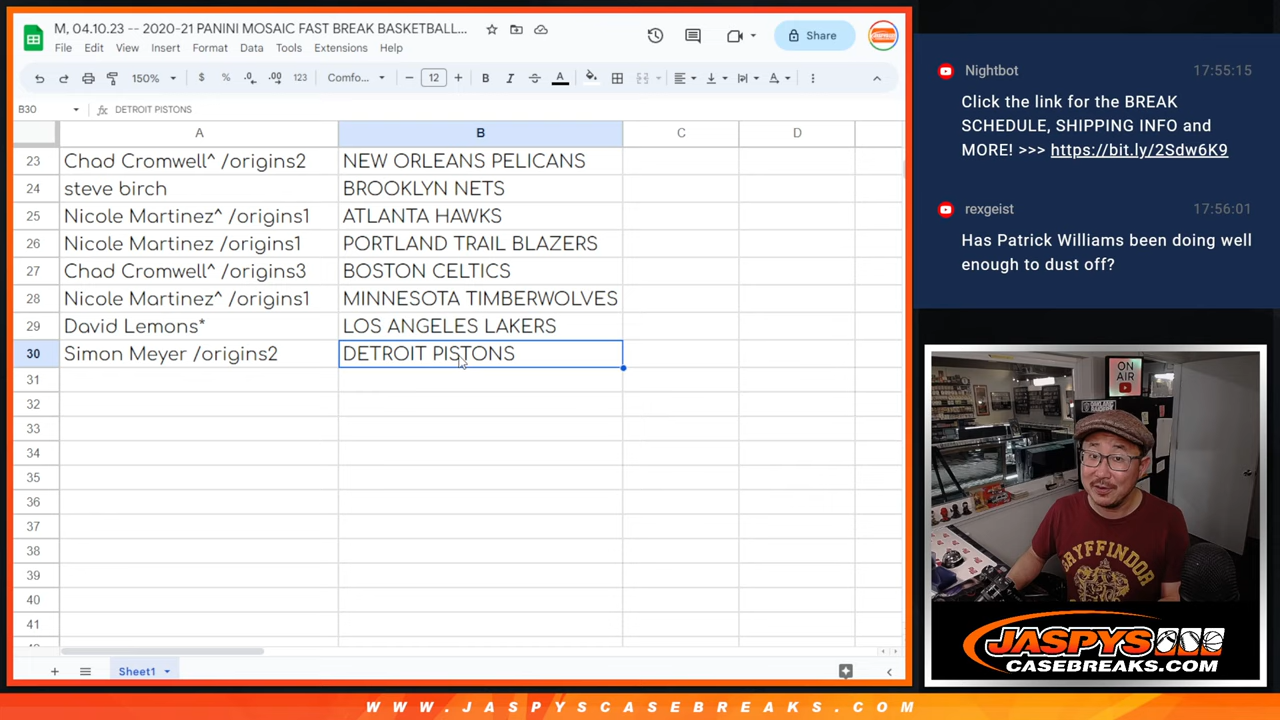 M, 04.10.23 -- 2020-21 PANINI MOSAIC FAST BREAK BASKETBALL...
File Edit View Insert Format Data Tools Extensions Help
Share
150% $ % .0 .00 123 Comfo... − 12 + B I S A
B30 fx DETROIT PISTONS
A B C D
23 Chad Cromwell^ /origins2 NEW ORLEANS PELICANS
24 steve birch BROOKLYN NETS
25 Nicole Martinez^ /origins1 ATLANTA HAWKS
26 Nicole Martinez /origins1 PORTLAND TRAIL BLAZERS
27 Chad Cromwell^ /origins3 BOSTON CELTICS
28 Nicole Martinez^ /origins1 MINNESOTA TIMBERWOLVES
29 David Lemons* LOS ANGELES LAKERS
30 Simon Meyer /origins2 DETROIT PISTONS
31
32
33
34
35
36
37
38
39
40
41
Sheet1
Nightbot 17:55:15
Click the link for the BREAK
SCHEDULE, SHIPPING INFO and
MORE! >>> https://bit.ly/2Sdw6K9
rexgeist 17:56:01
Has Patrick Williams been doing well
enough to dust off?
ON
AIR
GRYFFINDOR
JASPYS
CASEBREAKS.COM
WWW.JASPYSCASEBREAKS.COM